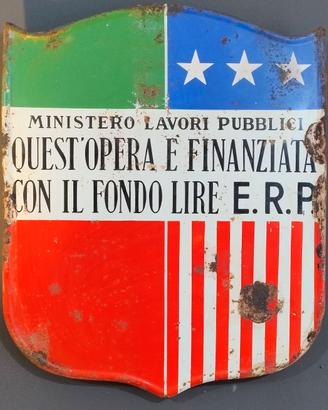 MINISTERO LAVORI PUBBLICI
QUEST'OPERA È FINANZIATA
CON IL FONDO LIRE E.R.P